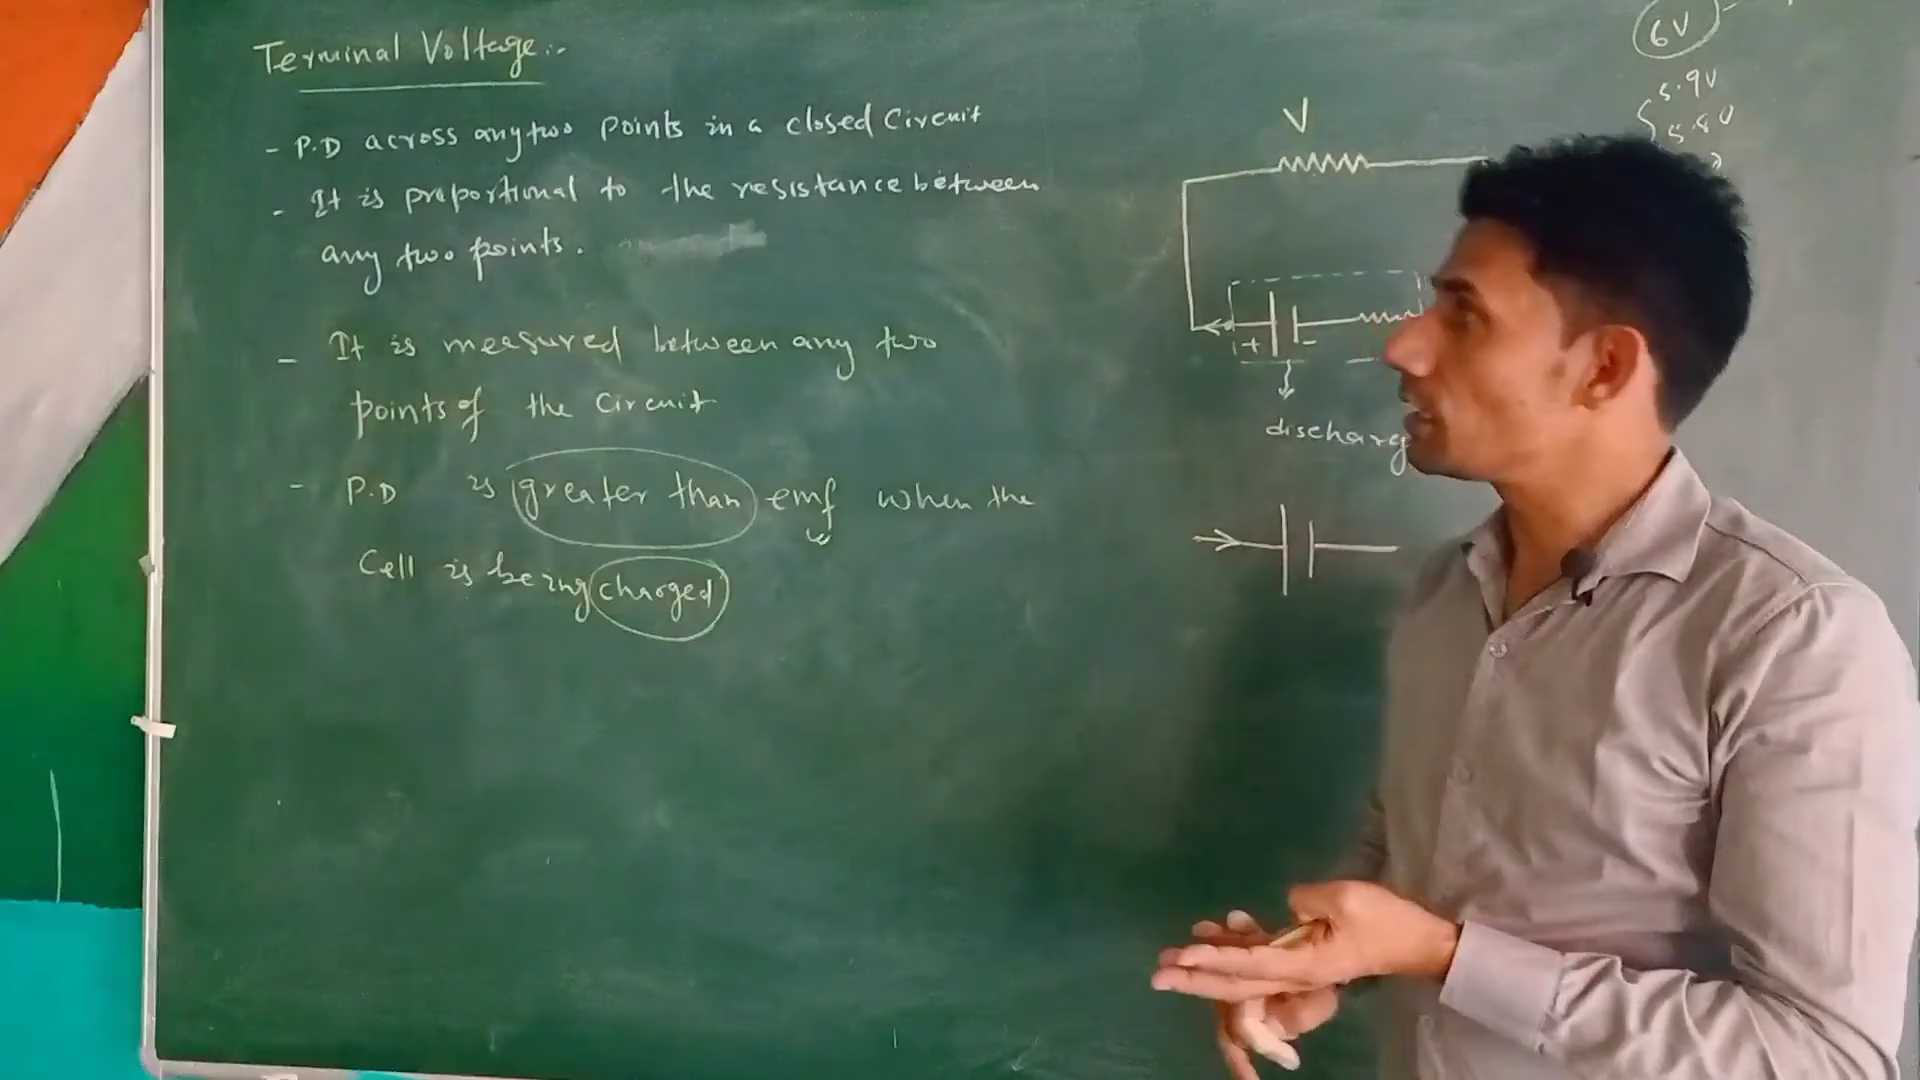 Terminal Voltage:-
- P.D across any two points in a closed Circuit
- It is proportional to the resistance between
any two points.
- It is measured between any two
points of the Circuit
- P.D is greater than emf when the
Cell is being charged
6V
5.9V
5.8V
V
+ -
discharg